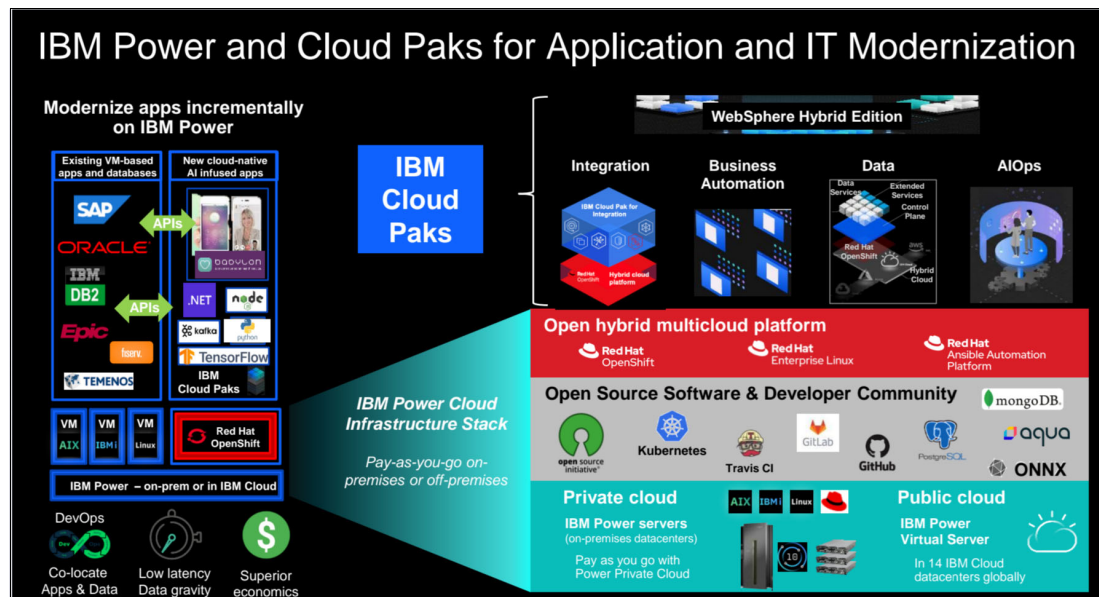 IBM Power and Cloud Paks for Application and IT Modernization
Modernize apps incrementally
on IBM Power
Existing VM-based
apps and databases
New cloud-native
AI infused apps
SAP
APIs
ORACLE
babylon
IBM
DB2
APIs
.NET
node
Epic
kafka
python
fiserv.
TensorFlow
TEMENOS
IBM
Cloud Paks
VM
AIX
VM
IBM i
VM
Linux
Red Hat
OpenShift
IBM Power – on-prem or in IBM Cloud
DevOps
Dev
Co-locate
Apps & Data
Low latency
Data gravity
$
Superior
economics
IBM
Cloud
Paks
IBM Power Cloud
Infrastructure Stack
Pay-as-you-go on-
premises or off-premises
WebSphere Hybrid Edition
Integration
IBM Cloud Pak for
Integration
Red Hat
OpenShift
Hybrid cloud
platform
Business
Automation
Data
Data
Services
Extended
Services
Control
Plane
Red Hat
OpenShift
aws
Hybrid
Cloud
AIOps
Open hybrid multicloud platform
Red Hat
OpenShift
Red Hat
Enterprise Linux
Red Hat
Ansible Automation
Platform
Open Source Software & Developer Community
mongoDB.
open source
initiative
Kubernetes
Travis CI
GitLab
GitHub
PostgreSQL
aqua
ONNX
Private cloud
AIX
IBM i
Linux
IBM Power servers
(on-premises datacenters)
Pay as you go with
Power Private Cloud
10
Public cloud
IBM Power
Virtual Server
In 14 IBM Cloud
datacenters globally